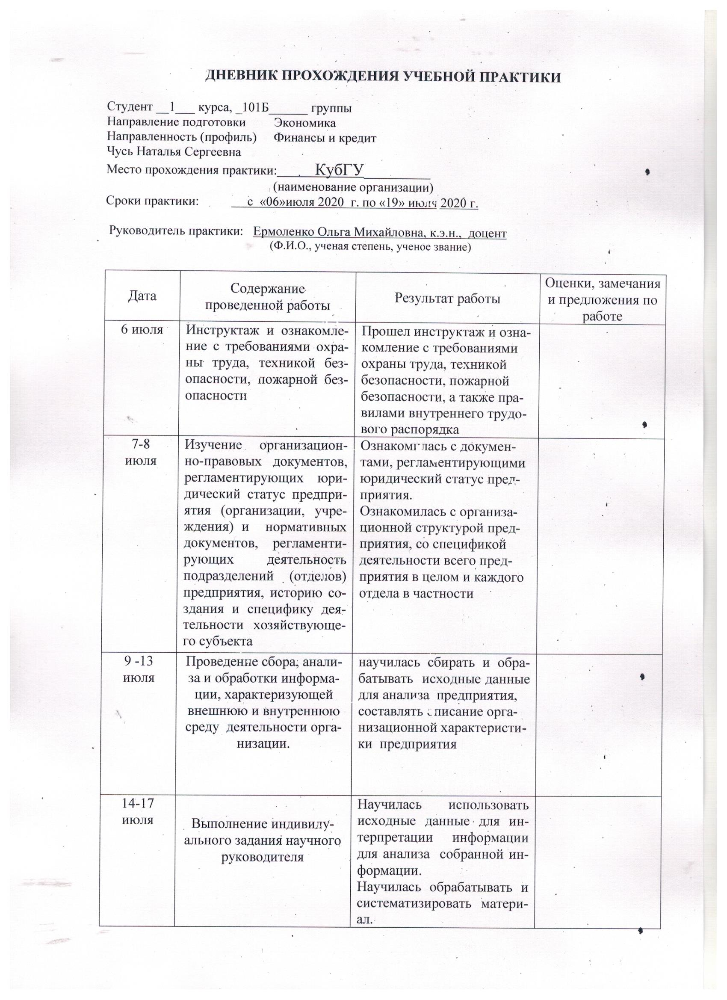 ДНЕВНИК ПРОХОЖДЕНИЯ УЧЕБНОЙ ПРАКТИКИ
Студент __1___ курса, _101Б______ группы
Направление подготовки Экономика
Направленность (профиль) Финансы и кредит
Чусь Наталья Сергеевна
Место прохождения практики: КубГУ
(наименование организации)
Сроки практики: с «06»июля 2020 г. по «19» июля 2020 г.
Руководитель практики: Ермоленко Ольга Михайловна, к.э.н., доцент
(Ф.И.О., ученая степень, ученое звание)
Дата
Содержание
проведенной работы
Результат работы
Оценки, замечания
и предложения по
работе
6 июля
Инструктаж и ознакомле-
ние с требованиями охра-
ны труда, техникой без-
опасности, пожарной без-
опасности
Прошел инструктаж и озна-
комление с требованиями
охраны труда, техникой
безопасности, пожарной
безопасности, а также пра-
вилами внутреннего трудо-
вого распорядка
7-8
июля
Изучение организацион-
но-правовых документов,
регламентирующих юри-
дический статус предпри-
ятия (организации, учре-
ждения) и нормативных
документов, регламенти-
рующих деятельность
подразделений (отделов)
предприятия, историю со-
здания и специфику дея-
тельности хозяйствующе-
го субъекта
Ознакомилась с докумен-
тами, регламентирующими
юридический статус пред-
приятия.
Ознакомилась с организа-
ционной структурой пред-
приятия, со спецификой
деятельности всего пред-
приятия в целом и каждого
отдела в частности
9 -13
июля
Проведение сбора, анали-
за и обработки информа-
ции, характеризующей
внешнюю и внутреннюю
среду деятельности орга-
низации.
научилась сбирать и обра-
батывать исходные данные
для анализа предприятия,
составлять описание орга-
низационной характеристи-
ки предприятия
14-17
июля
Выполнение индивиду-
ального задания научного
руководителя
Научилась использовать
исходные данные для ин-
терпретации информации
для анализа собранной ин-
формации.
Научилась обрабатывать и
систематизировать матери-
ал.